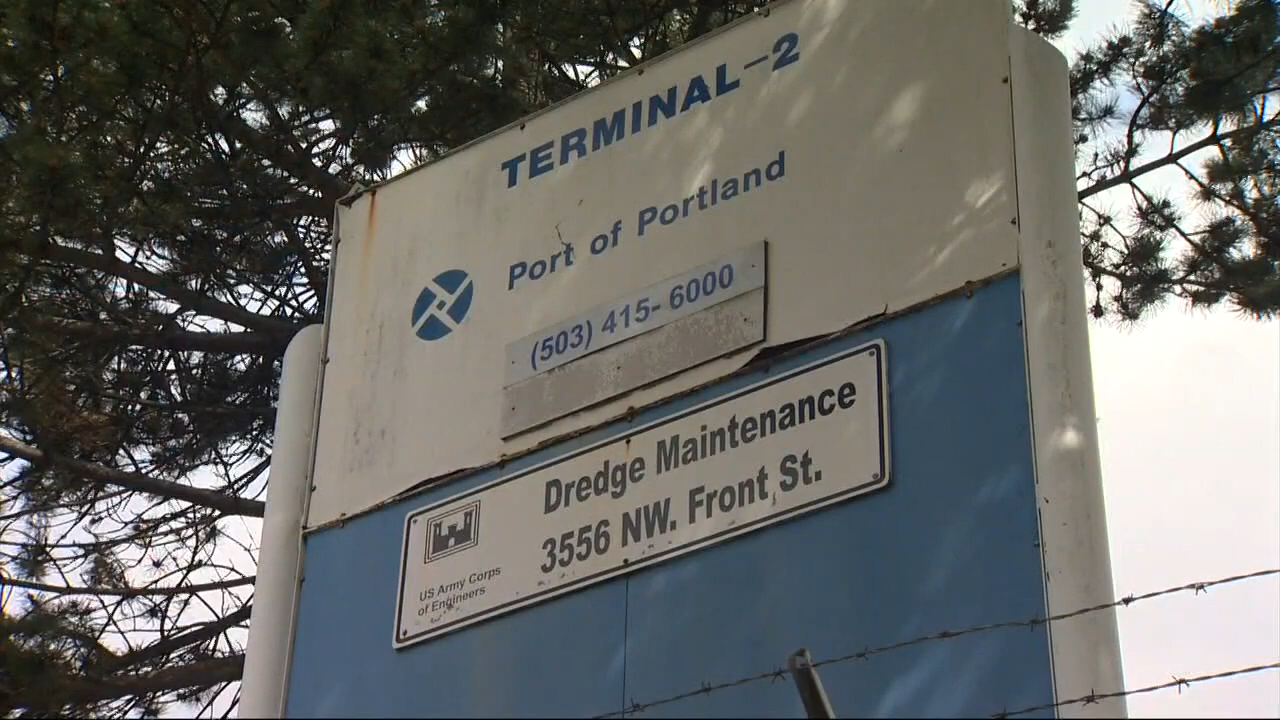 TERMINAL-2
Port of Portland
(503) 415-6000
Dredge Maintenance
3556 NW. Front St.
US Army Corps
of Engineers